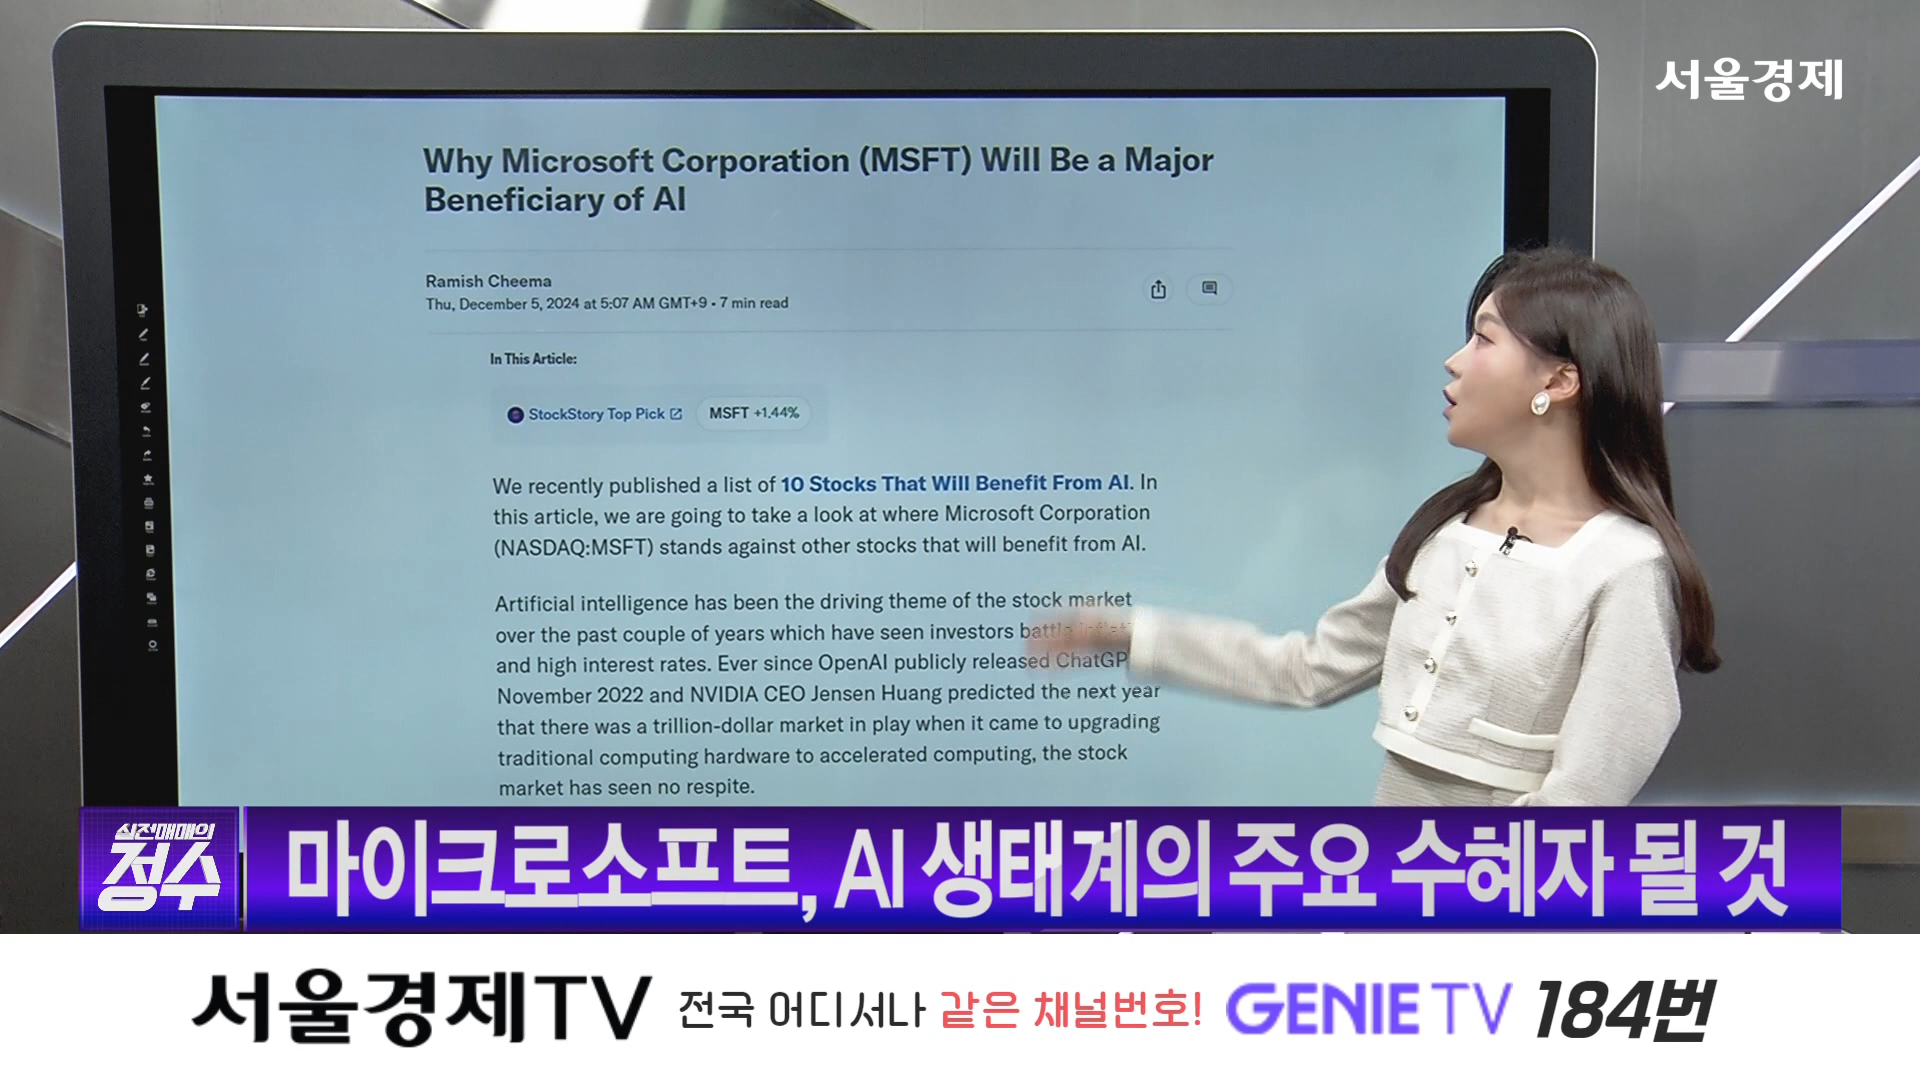 서울경제
Why Microsoft Corporation (MSFT) Will Be a Major
Beneficiary of AI
Ramish Cheema
Thu, December 5, 2024 at 5:07 AM GMT+9 • 7 min read
In This Article:
StockStory Top Pick
MSFT +1.44%
We recently published a list of 10 Stocks That Will Benefit From AI. In
this article, we are going to take a look at where Microsoft Corporation
(NASDAQ:MSFT) stands against other stocks that will benefit from AI.
Artificial intelligence has been the driving theme of the stock market
over the past couple of years which have seen investors battle
and high interest rates. Ever since OpenAI publicly released ChatGP
November 2022 and NVIDIA CEO Jensen Huang predicted the next year
that there was a trillion-dollar market in play when it came to upgrading
traditional computing hardware to accelerated computing, the stock
market has seen no respite.
실전매매의
정수
마이크로소프트, AI 생태계의 주요 수혜자 될 것
서울경제TV 전국 어디서나 같은 채널번호! GENIE TV 184번